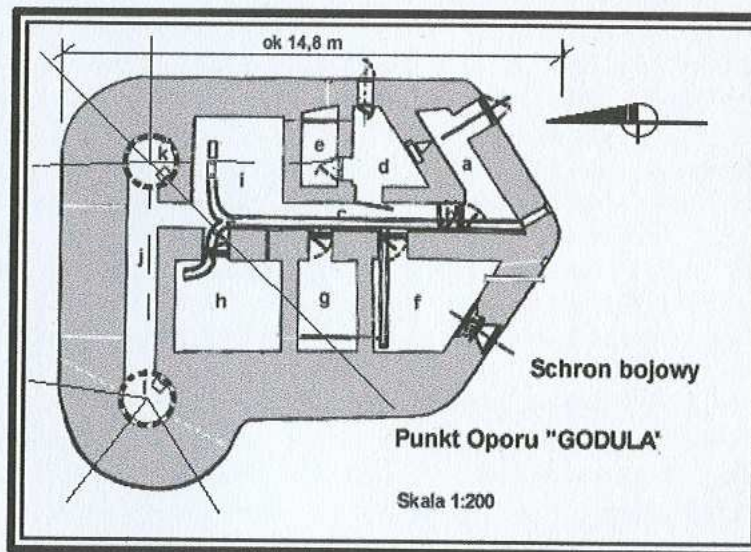 ok 14,8 m
k
e
d
a
i
b
c
j
h
g
f
l
Schron bojowy
Punkt Oporu "GODULA"
Skala 1:200